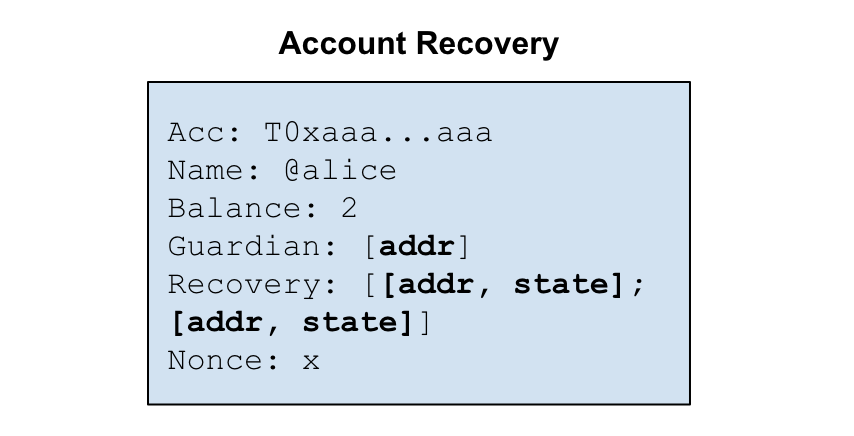 Account Recovery
Acc: T0xaaa...aaa
Name: @alice
Balance: 2
Guardian: [addr]
Recovery: [[addr, state];
[addr, state]]
Nonce: x